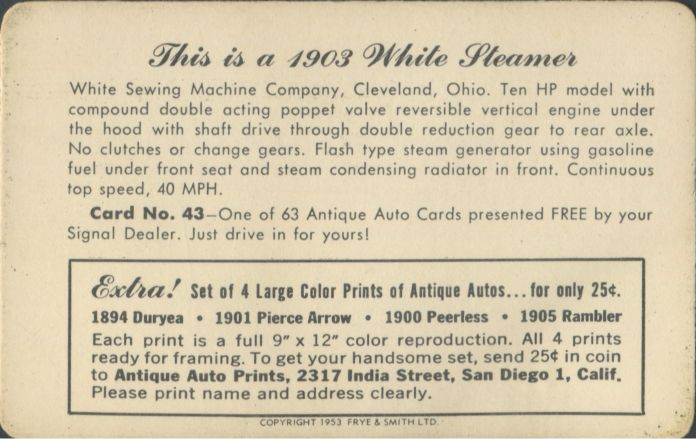 This is a 1903 White Steamer
White Sewing Machine Company, Cleveland, Ohio. Ten HP model with
compound double acting poppet valve reversible vertical engine under
the hood with shaft drive through double reduction gear to rear axle.
No clutches or change gears. Flash type steam generator using gasoline
fuel under front seat and steam condensing radiator in front. Continuous
top speed, 40 MPH.
Card No. 43—One of 63 Antique Auto Cards presented FREE by your
Signal Dealer. Just drive in for yours!
Extra! Set of 4 Large Color Prints of Antique Autos...for only 25¢.
1894 Duryea • 1901 Pierce Arrow • 1900 Peerless • 1905 Rambler
Each print is a full 9" x 12" color reproduction. All 4 prints
ready for framing. To get your handsome set, send 25¢ in coin
to Antique Auto Prints, 2317 India Street, San Diego 1, Calif.
Please print name and address clearly.
COPYRIGHT 1953 FRYE & SMITH LTD.